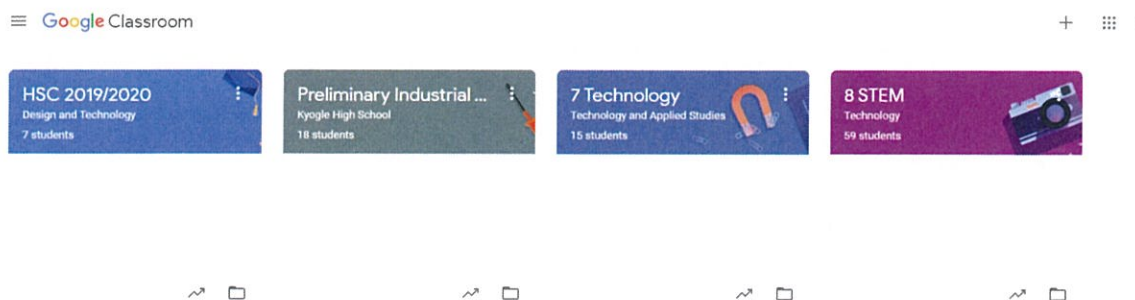 Google Classroom
HSC 2019/2020
Design and Technology
7 students
Preliminary Industrial ...
Kyogle High School
18 students
7 Technology
Technology and Applied Studies
15 students
8 STEM
Technology
59 students